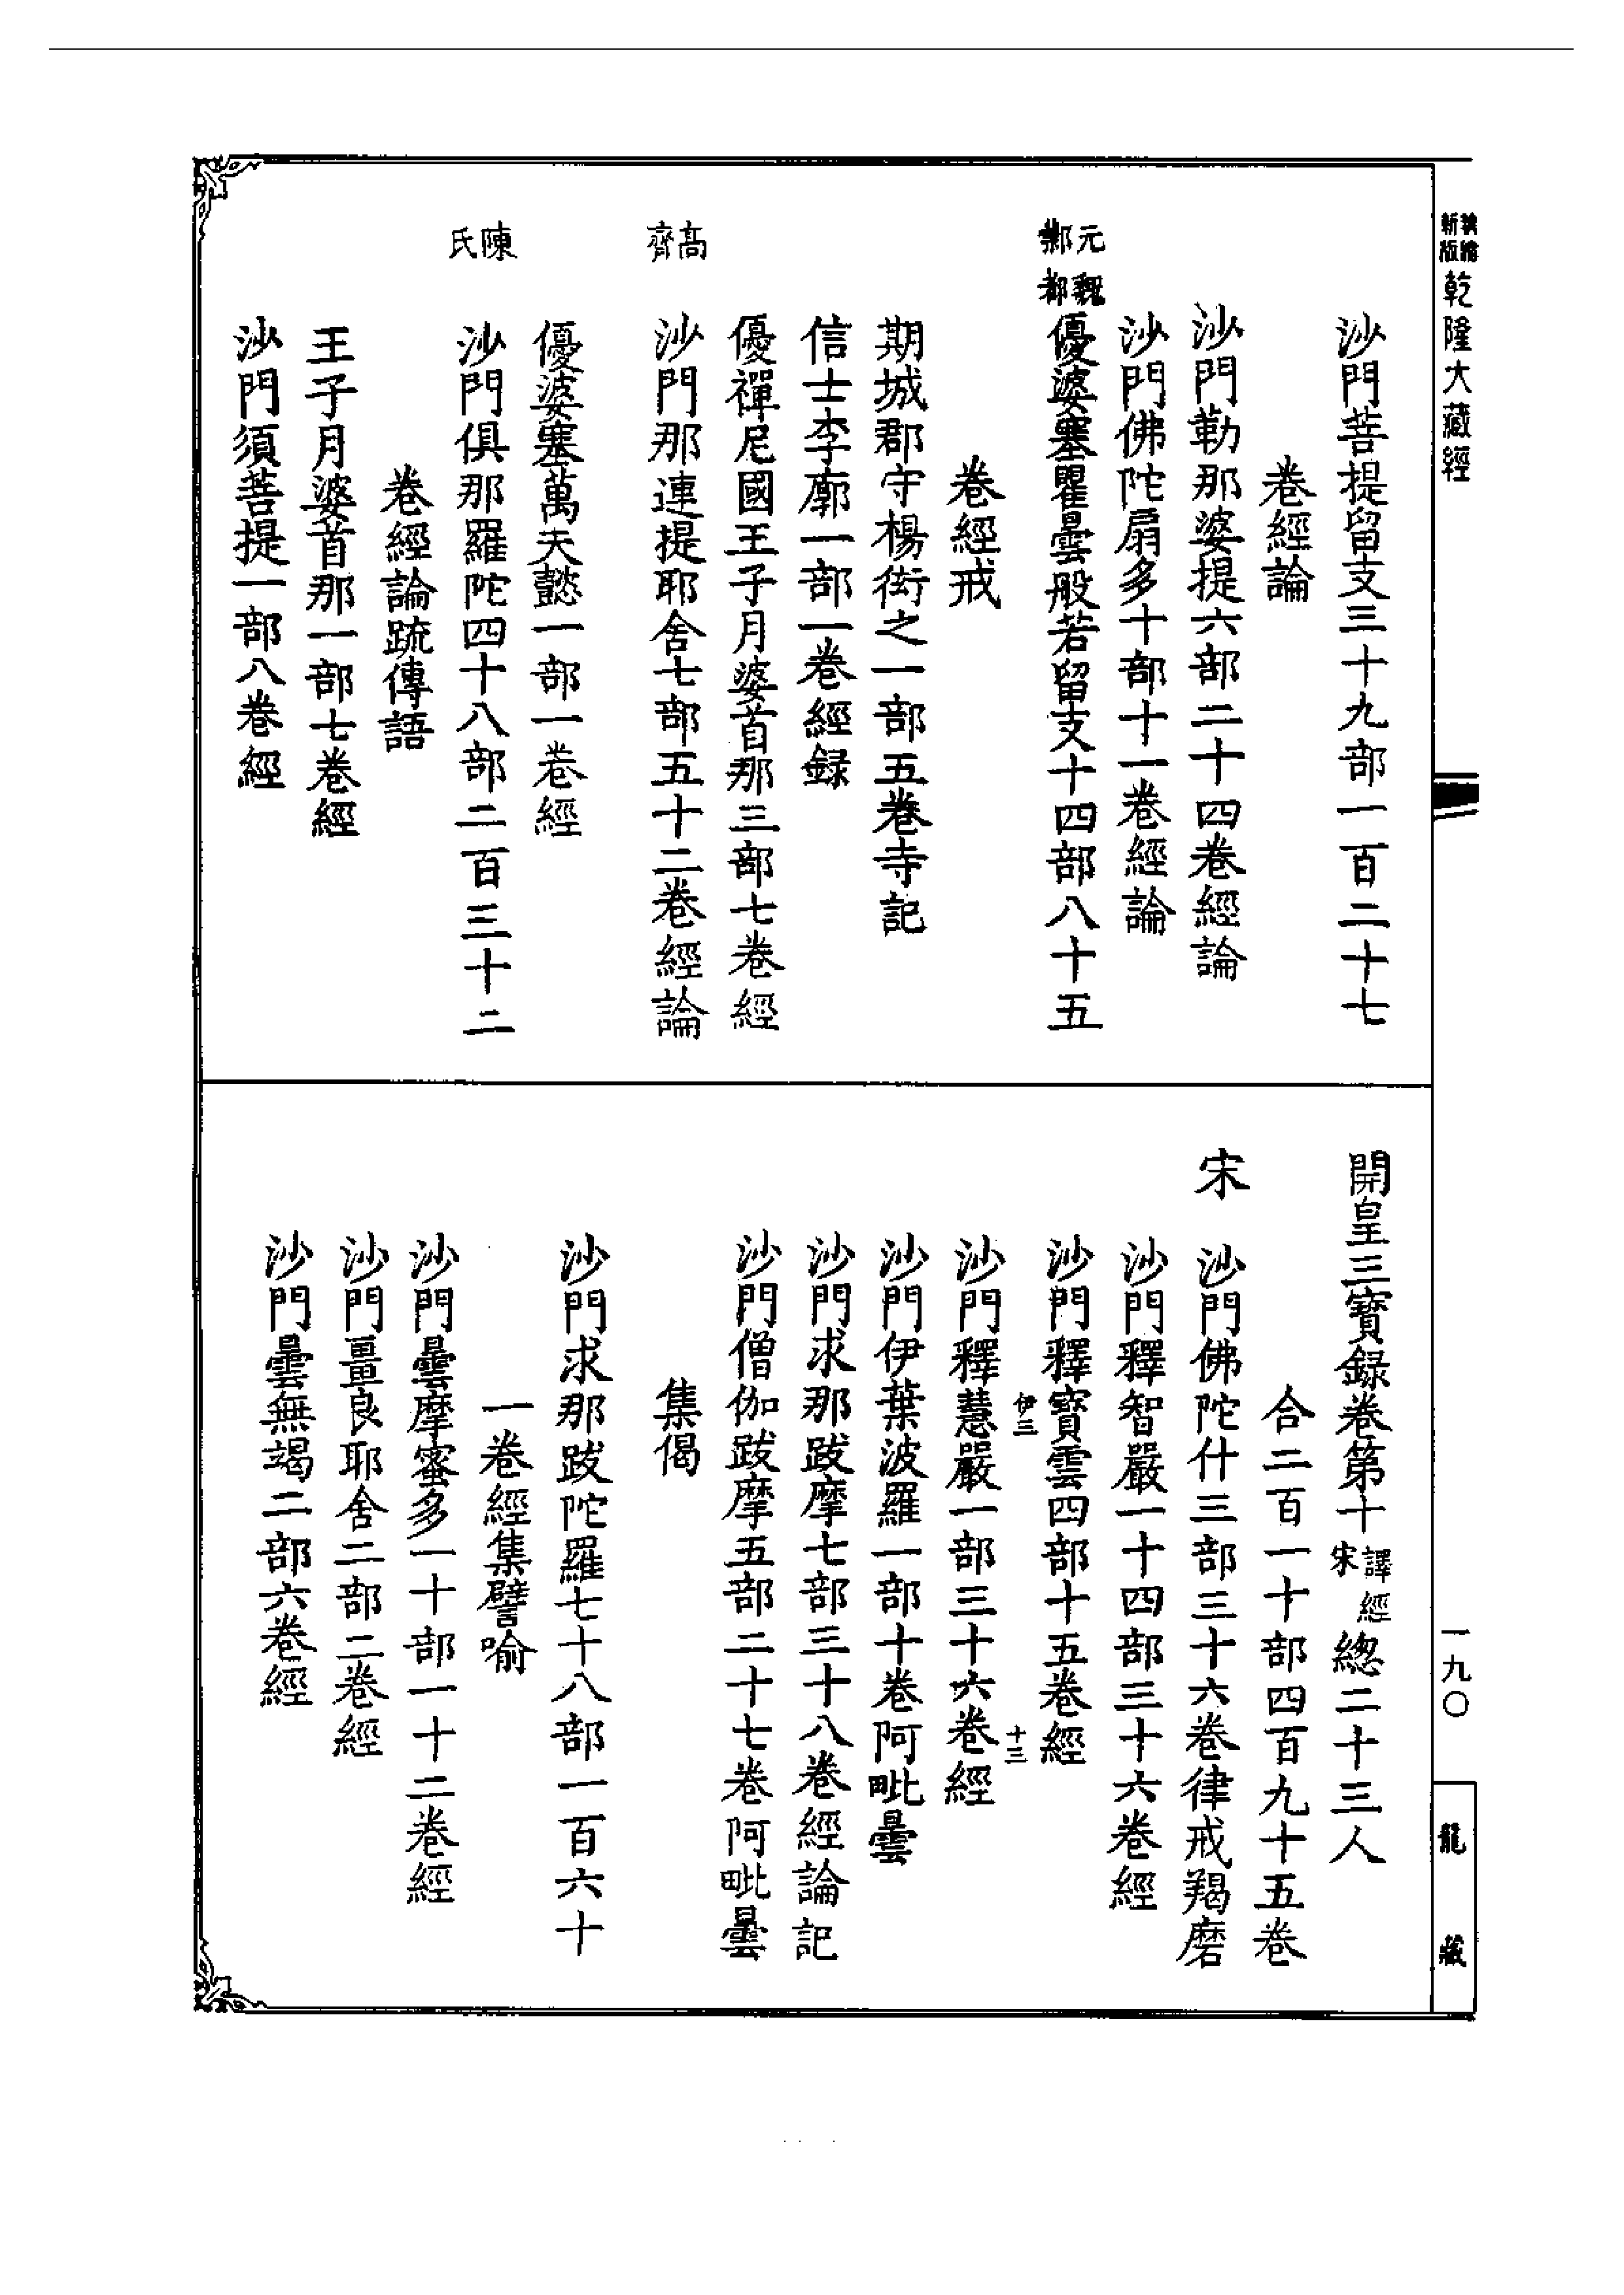 新版
乾隆大藏經
一九〇
龍藏
沙門菩提留支三十九部一百二十七
卷經論
沙門勒那婆提六部二十四卷經論
沙門佛陀扇多十部十一卷經論
元魏
鄴都
優婆塞瞿曇般若留支十四部八十五
卷經戒
期城郡守楊衒之一部五卷寺記
信士李廓一部一卷經録
優禪尼國王子月婆首那三部七卷經
髙齊
沙門那連提耶舍七部五十二卷經論
優婆塞萬天懿一部一卷經
陳氏
沙門俱那羅陀四十八部二百三十二
卷經論䟽傳語
王子月婆首那一部七卷經
沙門須菩提一部八卷經
開皇三寶録卷第十譯經宋總二十三人
合二百一十部四百九十五卷
宋
沙門佛陀什三部三十六卷律戒羯磨
沙門釋智嚴一十四部三十六卷經
沙門釋寶雲四部十五卷經
伊三
十三
沙門釋慧嚴一部三十六卷經
沙門伊葉波羅一部十卷阿毗曇
沙門求那跋摩七部三十八卷經論記
沙門僧伽跋摩五部二十七卷阿毗曇
集偈
沙門求那跋陀羅七十八部一百六十
一卷經集譬喻
沙門曇摩蜜多一十部一十二卷經
沙門畺良耶舍二部二卷經
沙門曇無竭二部六卷經